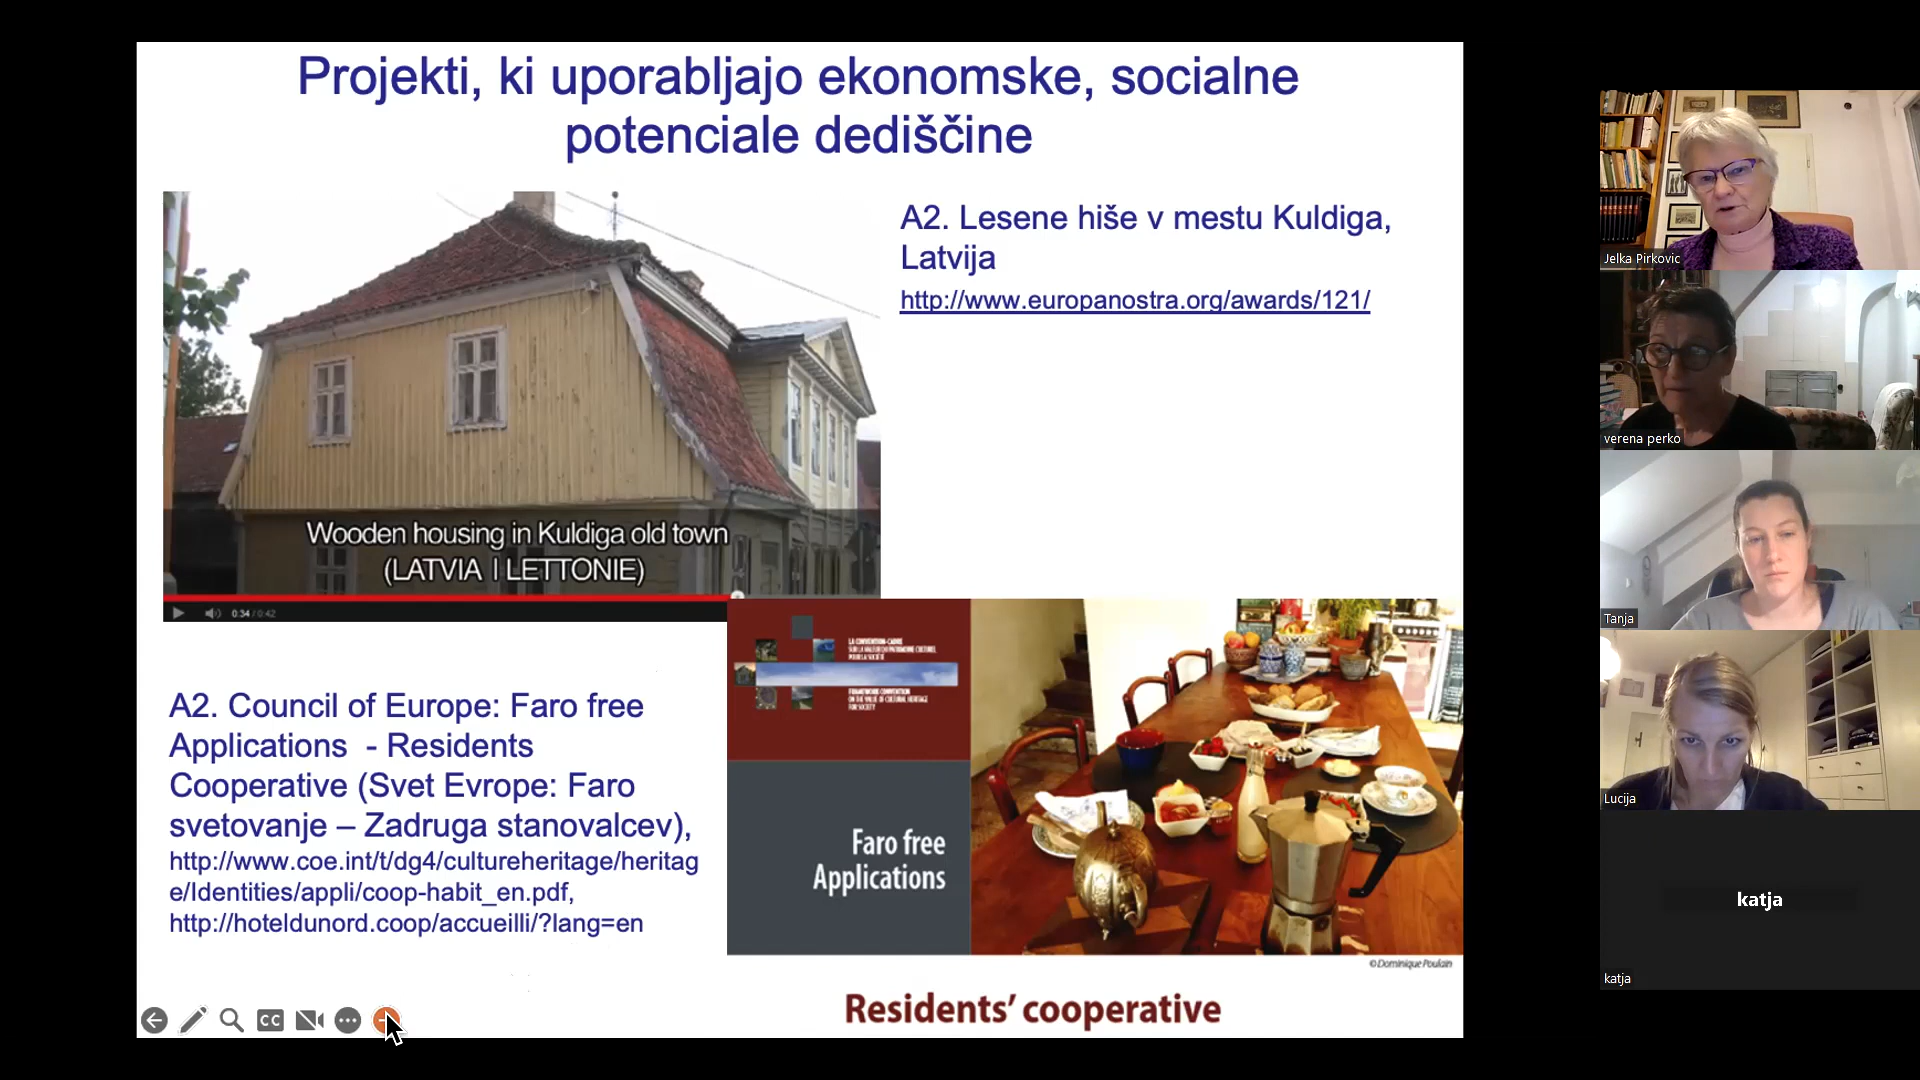 Projekti, ki uporabljajo ekonomske, socialne
potenciale dediščine
A2. Lesene hiše v mestu Kuldiga,
Latvija
http://www.europanostra.org/awards/121/
Wooden housing in Kuldiga old town
(LATVIA I LETTONIE)
0:34 / 0:42
A2. Council of Europe: Faro free
Applications - Residents
Cooperative (Svet Evrope: Faro
svetovanje – Zadruga stanovalcev),
http://www.coe.int/t/dg4/cultureheritage/heritag
e/Identities/appli/coop-habit_en.pdf,
http://hoteldunord.coop/accueilli/?lang=en
LA CONVENTION-CADRE
SUR LA VALEUR DU PATRIMOINE CULTUREL
POUR LA SOCIÉTÉ
FRAMEWORK CONVENTION
ON THE VALUE OF CULTURAL HERITAGE
FOR SOCIETY
Faro free
Applications
©Dominique Poulain
Residents’ cooperative
CC
Jelka Pirkovic
verena perko
Tanja
Lucija
katja
katja